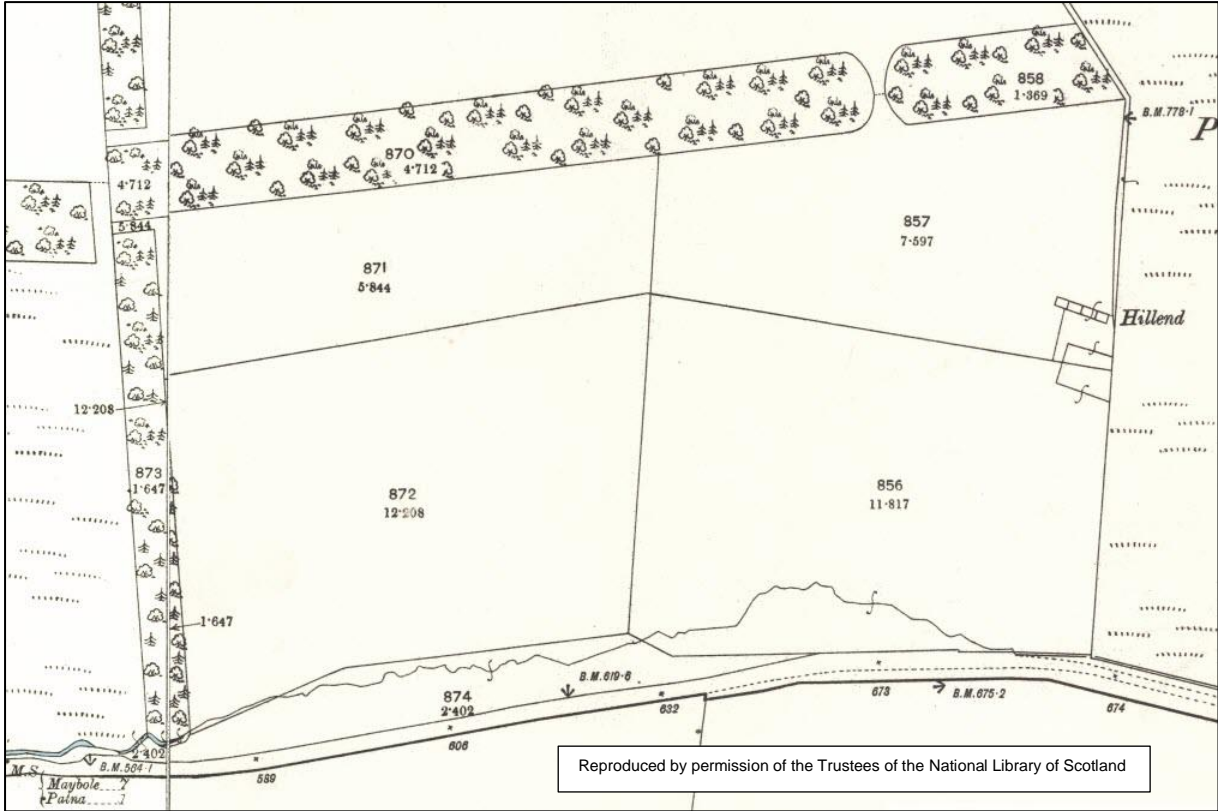 858
1·369
B.M.778·1
P
870
4·712
4·712
5·844
857
7·597
871
5·844
Hillend
12·208
873
1·647
872
12·208
856
11·817
1·647
874
2·402
B.M.619·6
632
673
B.M.675·2
674
606
589
2·402
B.M.564·1
M.S
Maybole 7
Patna 7
Reproduced by permission of the Trustees of the National Library of Scotland